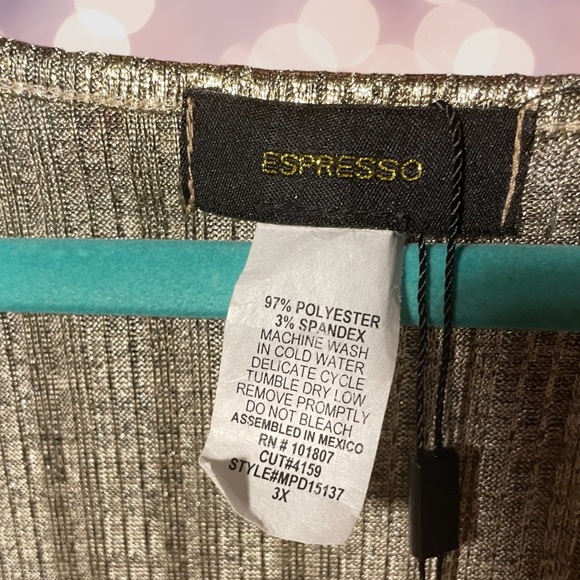 ESPRESSO
97% POLYESTER
3% SPANDEX
MACHINE WASH
IN COLD WATER
DELICATE CYCLE
TUMBLE DRY LOW
REMOVE PROMPTLY
DO NOT BLEACH
ASSEMBLED IN MEXICO
RN # 101807
CUT#4159
STYLE#MPD15137
3X